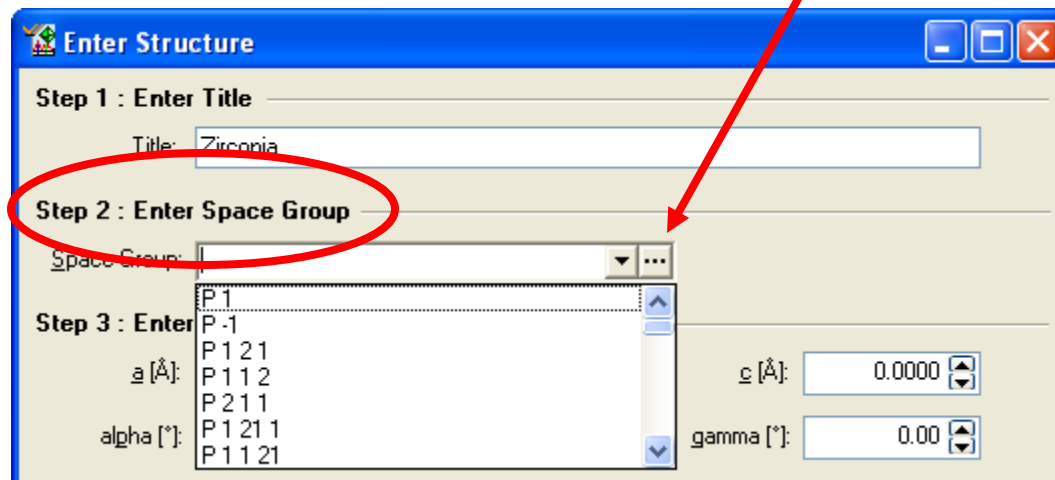 Enter Structure
Step 1 : Enter Title
Title: Zirconia
Step 2 : Enter Space Group
Space Group:
P 1
P -1
Step 3 : Enter
P 1 2 1
a [Å]:
c [Å]: 0.0000
P 1 1 2
P 2 1 1
P 1 21 1
alpha [°]:
gamma [°]: 0.00
P 1 1 21